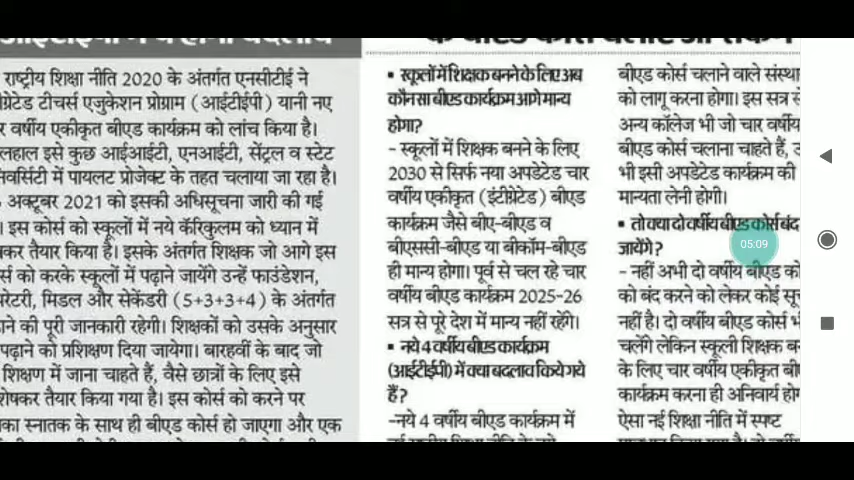 राष्ट्रीय शिक्षा नीति 2020 के अंतर्गत एनसीटीई ने
ग्रेटेड टीचर्स एजुकेशन प्रोग्राम (आईटीईपी) यानी नए
र वर्षीय एकीकृत बीएड कार्यक्रम को लांच किया है।
लहाल इसे कुछ आईआईटी, एनआईटी, सेंट्रल व स्टेट
निवर्सिटी में पायलट प्रोजेक्ट के तहत चलाया जा रहा है।
अक्टूबर 2021 को इसकी अधिसूचना जारी की गई
। इस कोर्स को स्कूलों में नये कॅरिकुलम को ध्यान में
कर तैयार किया है। इसके अंतर्गत शिक्षक जो आगे इस
र्स को करके स्कूलों में पढ़ाने जायेंगे उन्हें फाउंडेशन,
परेटरी, मिडल और सेकेंडरी (5+3+3+4) के अंतर्गत
ाने की पूरी जानकारी रहेगी। शिक्षकों को उसके अनुसार
पढ़ाने को प्रशिक्षण दिया जायेगा। बारहवीं के बाद जो
शिक्षण में जाना चाहते हैं, वैसे छात्रों के लिए इसे
शेषकर तैयार किया गया है। इस कोर्स को करने पर
का स्नातक के साथ ही बीएड कोर्स हो जाएगा और एक
▪ स्कूलों में शिक्षक बनने के लिए अब
कौन सा बीएड कार्यक्रम आगे मान्य
होगा?
– स्कूलों में शिक्षक बनने के लिए
2030 से सिर्फ नया अपडेटेड चार
वर्षीय एकीकृत (इंटीग्रेटेड) बीएड
कार्यक्रम जैसे बीए-बीएड व
बीएससी-बीएड या बीकॉम-बीएड
ही मान्य होगा। पूर्व से चल रहे चार
वर्षीय बीएड कार्यक्रम 2025-26
सत्र से पूरे देश में मान्य नहीं रहेंगे।
▪ नये 4 वर्षीय बीएड कार्यक्रम
(आईटीईपी) में क्या बदलाव किये गये
हैं?
–नये 4 वर्षीय बीएड कार्यक्रम में
बीएड कोर्स चलाने वाले संस्था
को लागू करना होगा। इस सत्र से
अन्य कॉलेज भी जो चार वर्षीय
बीएड कोर्स चलाना चाहते हैं,
भी इसी अपडेटेड कार्यक्रम की
मान्यता लेनी होगी।
▪ तो क्या दो वर्षीय बीएड कोर्स बंद
जायेंगे?
– नहीं अभी दो वर्षीय बीएड को
को बंद करने को लेकर कोई सूच
नहीं है। दो वर्षीय बीएड कोर्स भ
चलेंगे लेकिन स्कूली शिक्षक बन
के लिए चार वर्षीय एकीकृत बी
कार्यक्रम करना ही अनिवार्य होग
ऐसा नई शिक्षा नीति में स्पष्ट
05:09